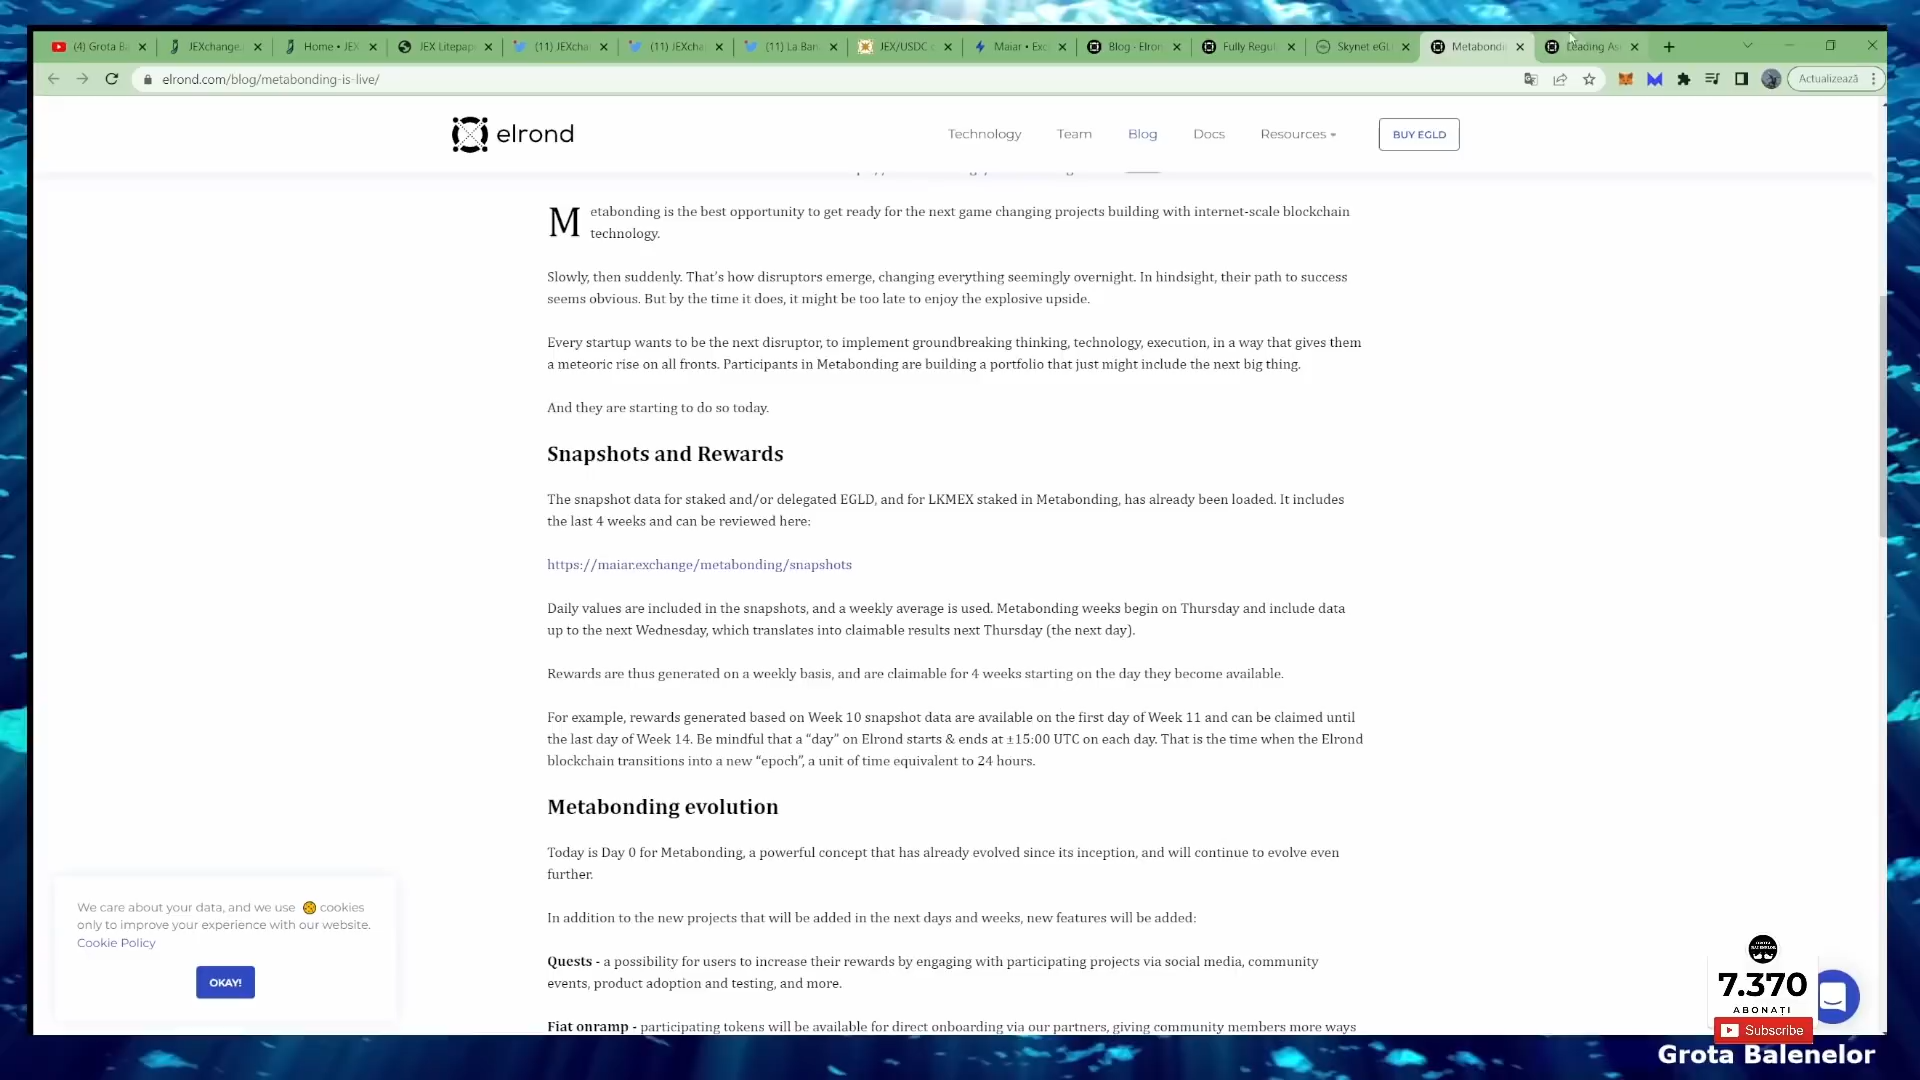 (4) Grota Ba
JEXchange
Home • JEX
JEX Litepap
(11) JEXcha
(11) JEXcha
(11) La Ban
JEX/USDC
Maiar • Exc
Blog · Elron
Fully Regul
Skynet eGL
Metabondi
Leading As
elrond.com/blog/metabonding-is-live/
Actualizează
elrond
Technology
Team
Blog
Docs
Resources
BUY EGLD
Metabonding is the best opportunity to get ready for the next game changing projects building with internet-scale blockchain
technology.
Slowly, then suddenly. That's how disruptors emerge, changing everything seemingly overnight. In hindsight, their path to success
seems obvious. But by the time it does, it might be too late to enjoy the explosive upside.
Every startup wants to be the next disruptor, to implement groundbreaking thinking, technology, execution, in a way that gives them
a meteoric rise on all fronts. Participants in Metabonding are building a portfolio that just might include the next big thing.
And they are starting to do so today.
Snapshots and Rewards
The snapshot data for staked and/or delegated EGLD, and for LKMEX staked in Metabonding, has already been loaded. It includes
the last 4 weeks and can be reviewed here:
https://maiar.exchange/metabonding/snapshots
Daily values are included in the snapshots, and a weekly average is used. Metabonding weeks begin on Thursday and include data
up to the next Wednesday, which translates into claimable results next Thursday (the next day).
Rewards are thus generated on a weekly basis, and are claimable for 4 weeks starting on the day they become available.
For example, rewards generated based on Week 10 snapshot data are available on the first day of Week 11 and can be claimed until
the last day of Week 14. Be mindful that a “day” on Elrond starts & ends at ±15:00 UTC on each day. That is the time when the Elrond
blockchain transitions into a new “epoch”, a unit of time equivalent to 24 hours.
Metabonding evolution
Today is Day 0 for Metabonding, a powerful concept that has already evolved since its inception, and will continue to evolve even
further.
In addition to the new projects that will be added in the next days and weeks, new features will be added:
Quests - a possibility for users to increase their rewards by engaging with participating projects via social media, community
events, product adoption and testing, and more.
Fiat onramp - participating tokens will be available for direct onboarding via our partners, giving community members more ways
We care about your data, and we use cookies
only to improve your experience with our website.
Cookie Policy
OKAY!
7.370
ABONAȚI
Subscribe
Grota Balenelor